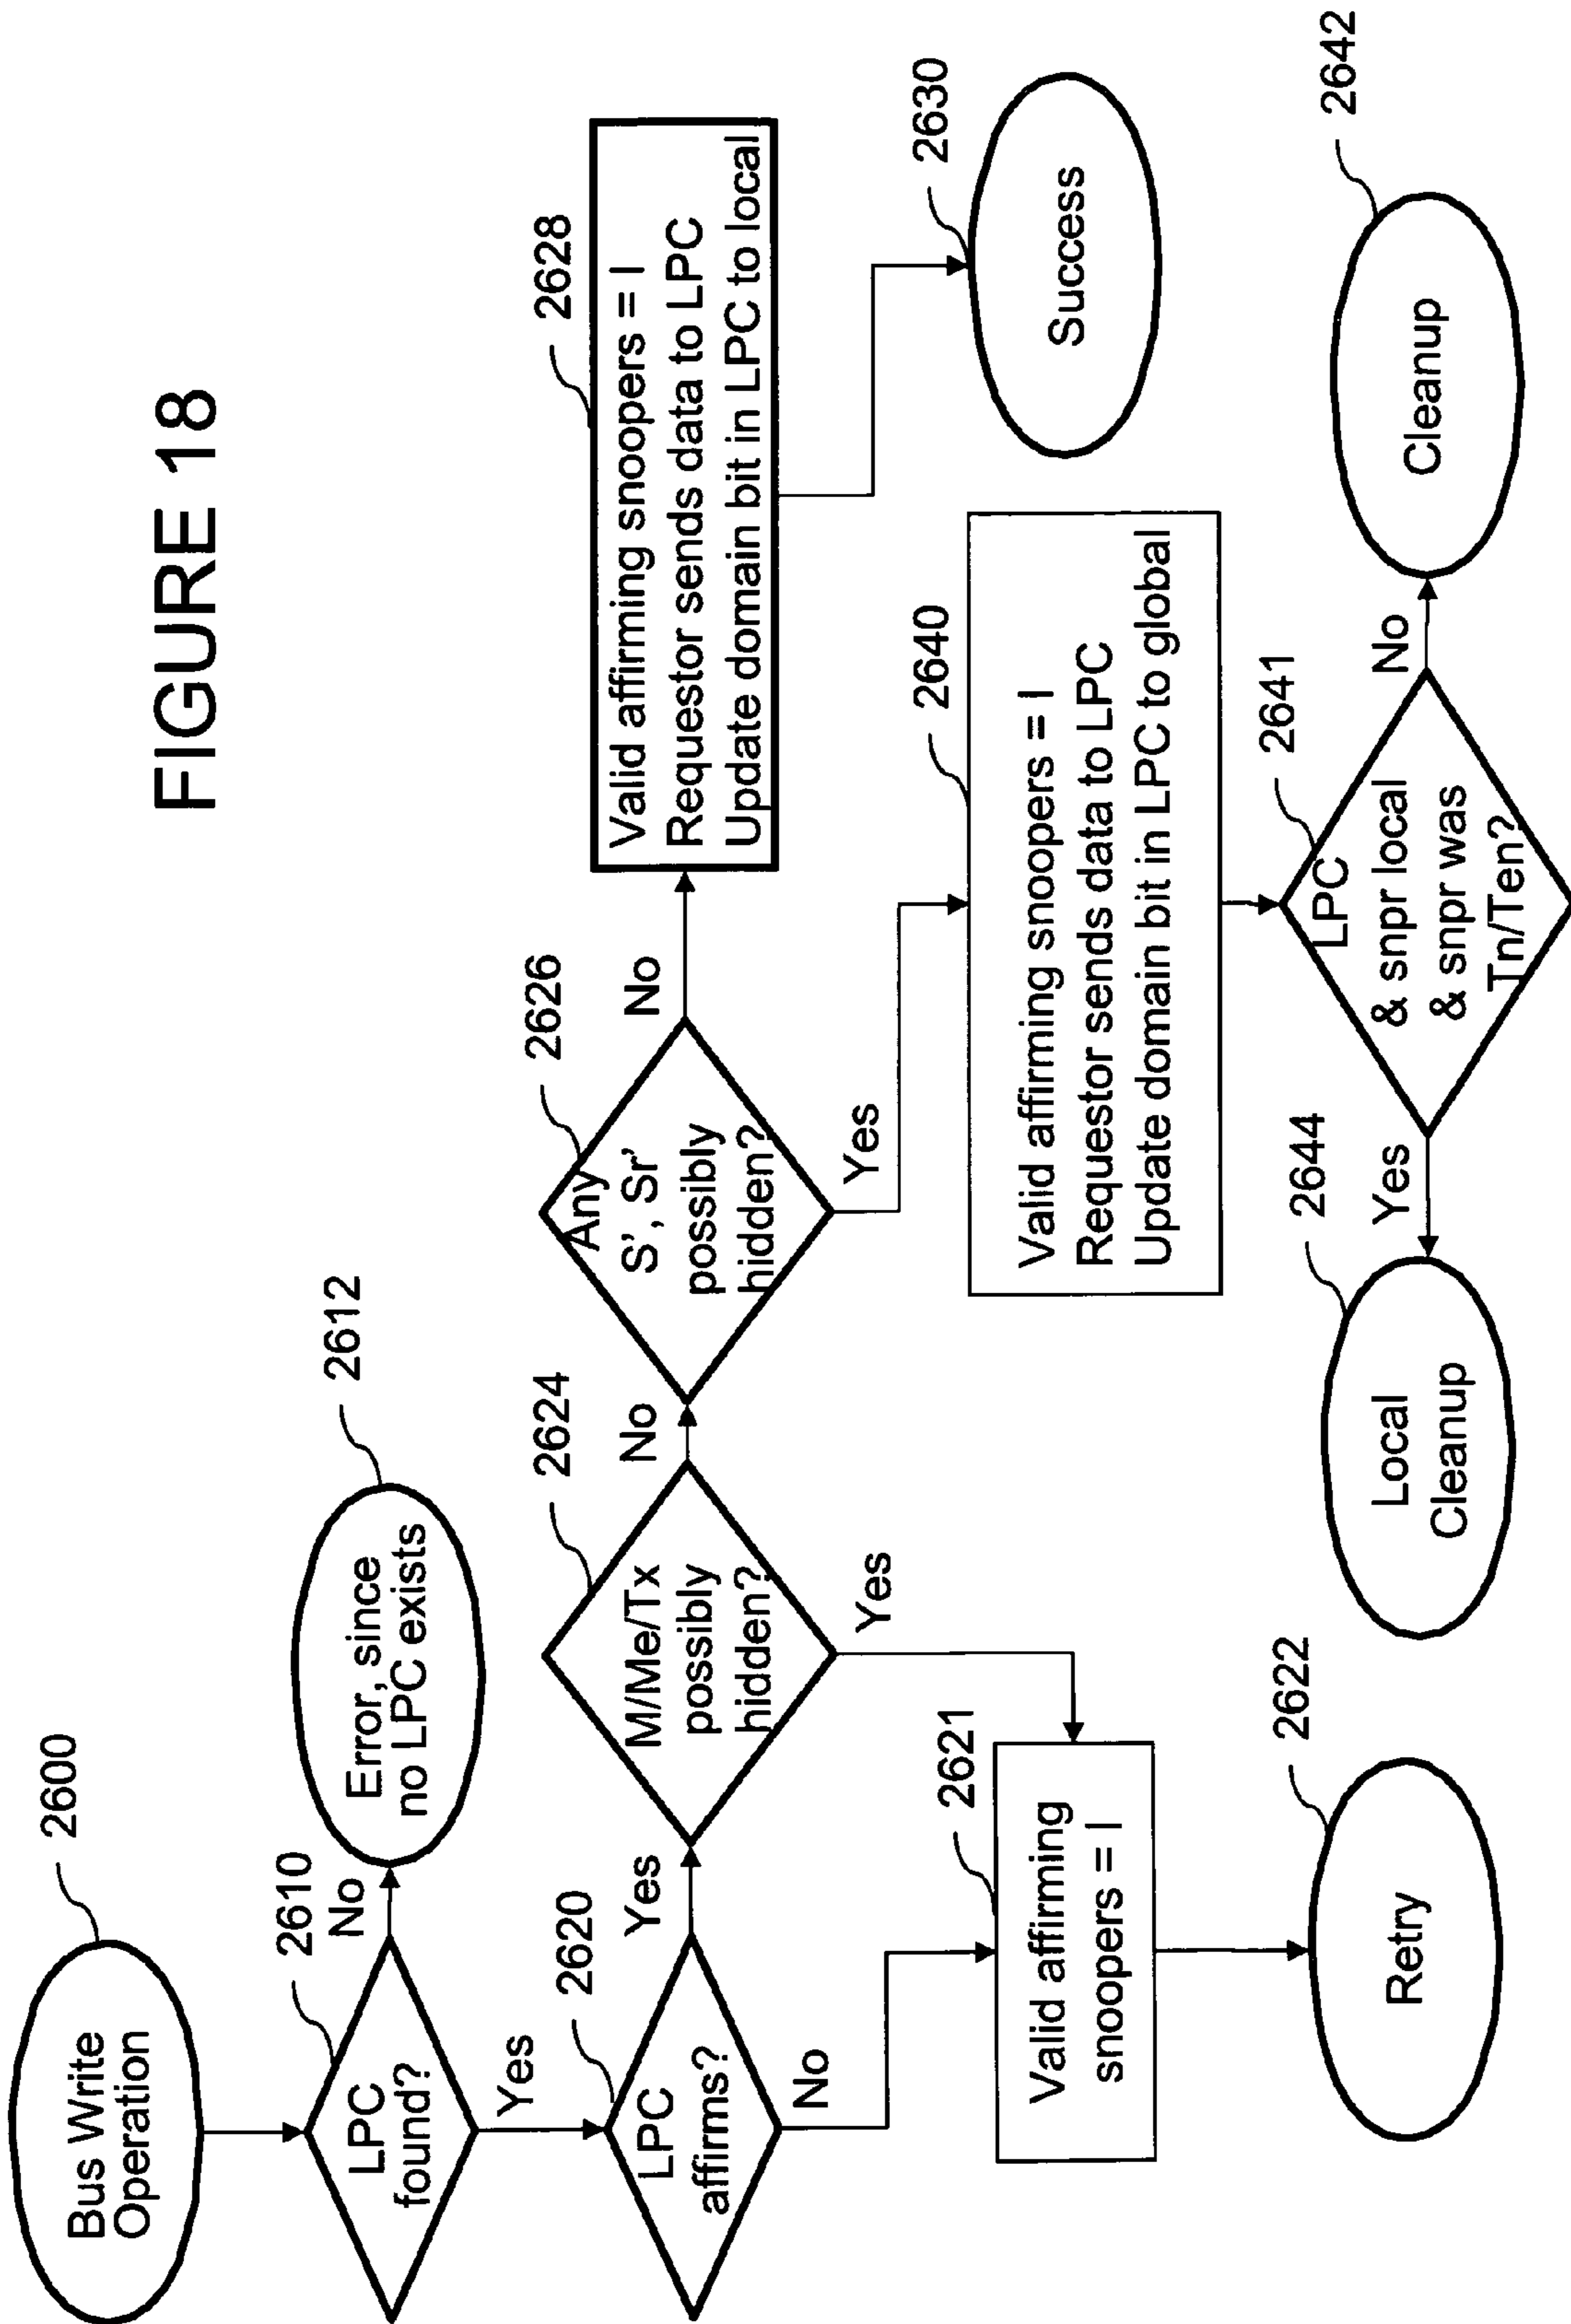 FIGURE 18
2600
Bus Write
Operation
2610
LPC
found?
No
2612
Error, since
no LPC exists
Yes
2620
LPC
affirms?
Yes
No
2624
M/Me/Tx
possibly
hidden?
No
Yes
2621
Valid affirming
snoopers = I
2622
Retry
2626
Any
S', Sr'
possibly
hidden?
No
Yes
2628
Valid affirming snoopers = I
Requestor sends data to LPC
Update domain bit in LPC to local
2630
Success
2640
Valid affirming snoopers = I
Requestor sends data to LPC
Update domain bit in LPC to global
2641
LPC
& snpr local
& snpr was
Tn/Ten?
No
2642
Cleanup
Yes
2644
Local
Cleanup